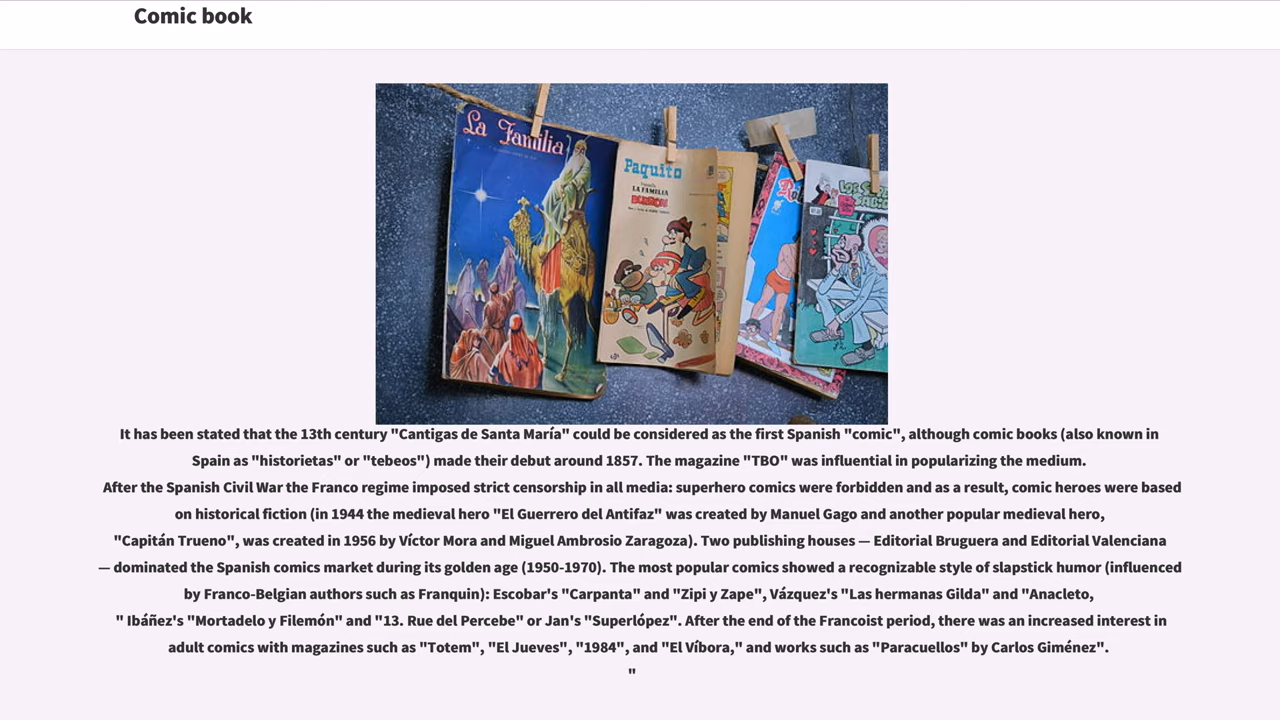 Comic book
La Familia
Paquito
LA FAMILIA
BURRON
It has been stated that the 13th century "Cantigas de Santa María" could be considered as the first Spanish "comic", although comic books (also known in
Spain as "historietas" or "tebeos") made their debut around 1857. The magazine "TBO" was influential in popularizing the medium.
After the Spanish Civil War the Franco regime imposed strict censorship in all media: superhero comics were forbidden and as a result, comic heroes were based
on historical fiction (in 1944 the medieval hero "El Guerrero del Antifaz" was created by Manuel Gago and another popular medieval hero,
"Capitán Trueno", was created in 1956 by Víctor Mora and Miguel Ambrosio Zaragoza). Two publishing houses — Editorial Bruguera and Editorial Valenciana
— dominated the Spanish comics market during its golden age (1950-1970). The most popular comics showed a recognizable style of slapstick humor (influenced
by Franco-Belgian authors such as Franquin): Escobar's "Carpanta" and "Zipi y Zape", Vázquez's "Las hermanas Gilda" and "Anacleto,
" Ibáñez's "Mortadelo y Filemón" and "13. Rue del Percebe" or Jan's "Superlópez". After the end of the Francoist period, there was an increased interest in
adult comics with magazines such as "Totem", "El Jueves", "1984", and "El Víbora," and works such as "Paracuellos" by Carlos Giménez".
"